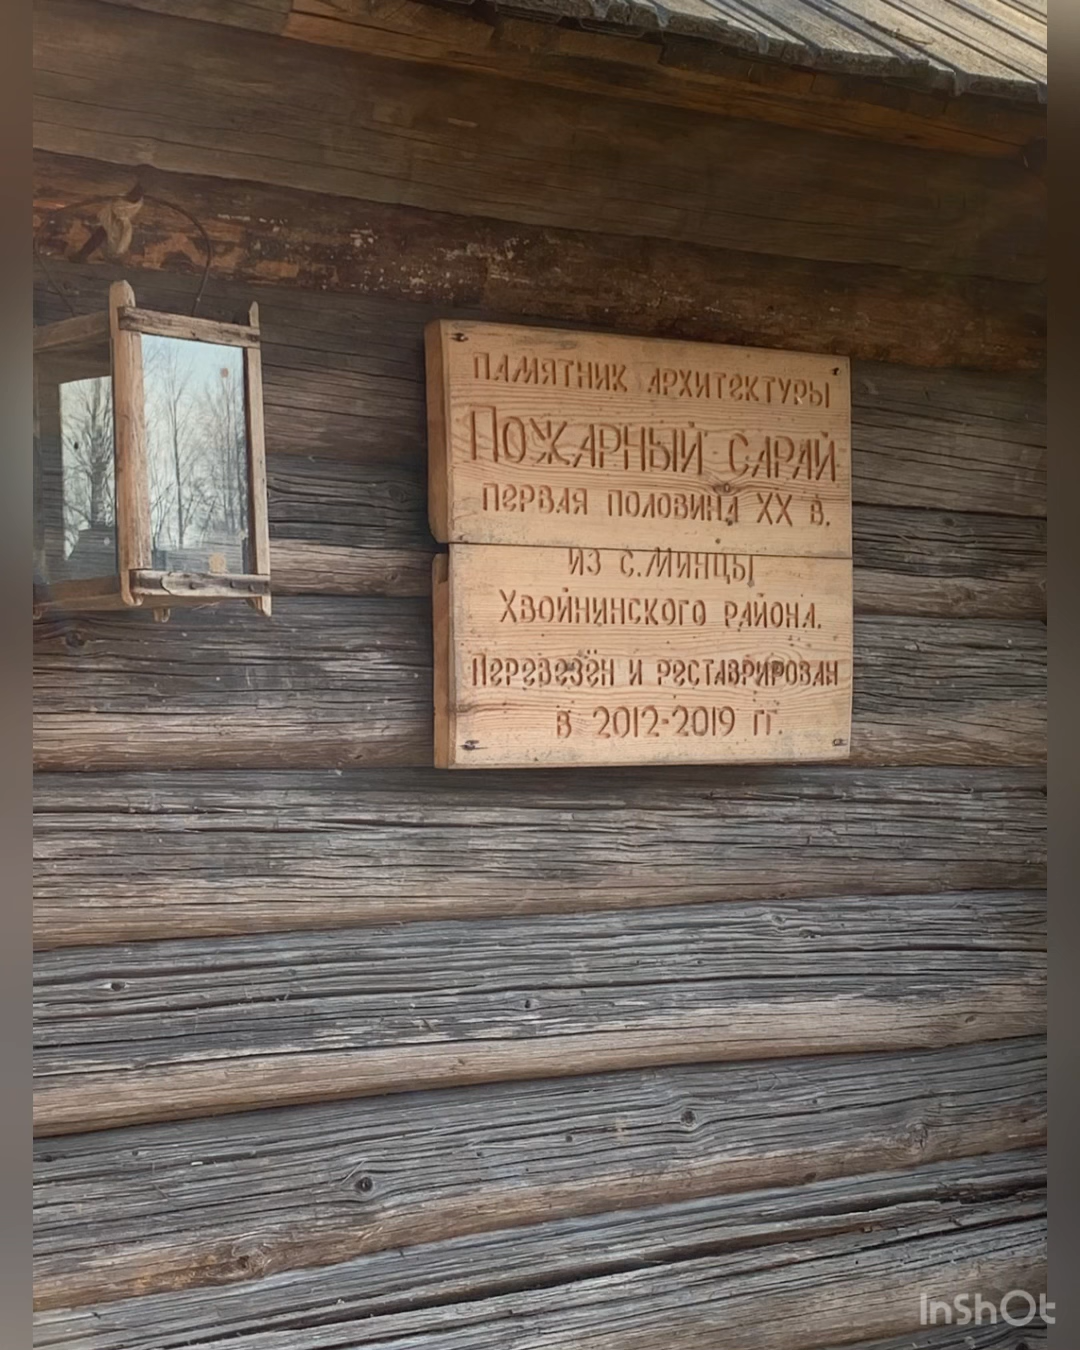 ПАМЯТНИК АРХИТЕКТУРЫ
ПОЖАРНЫЙ САРАЙ
ПЕРВАЯ ПОЛОВИНА XX В.
ИЗ С.МИНЦЫ
ХВОЙНИНСКОГО РАЙОНА.
ПЕРЕВЕЗЁН И РЕСТАВРИРОВАН
В 2012-2019 ГГ.
InShOt